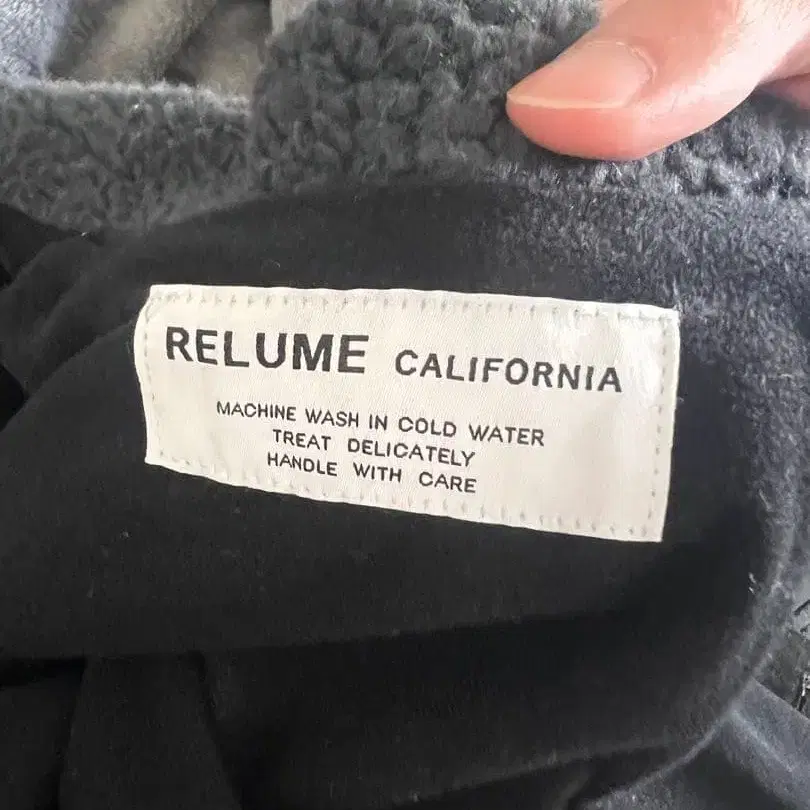 RELUME CALIFORNIA
MACHINE WASH IN COLD WATER
TREAT DELICATELY
HANDLE WITH CARE